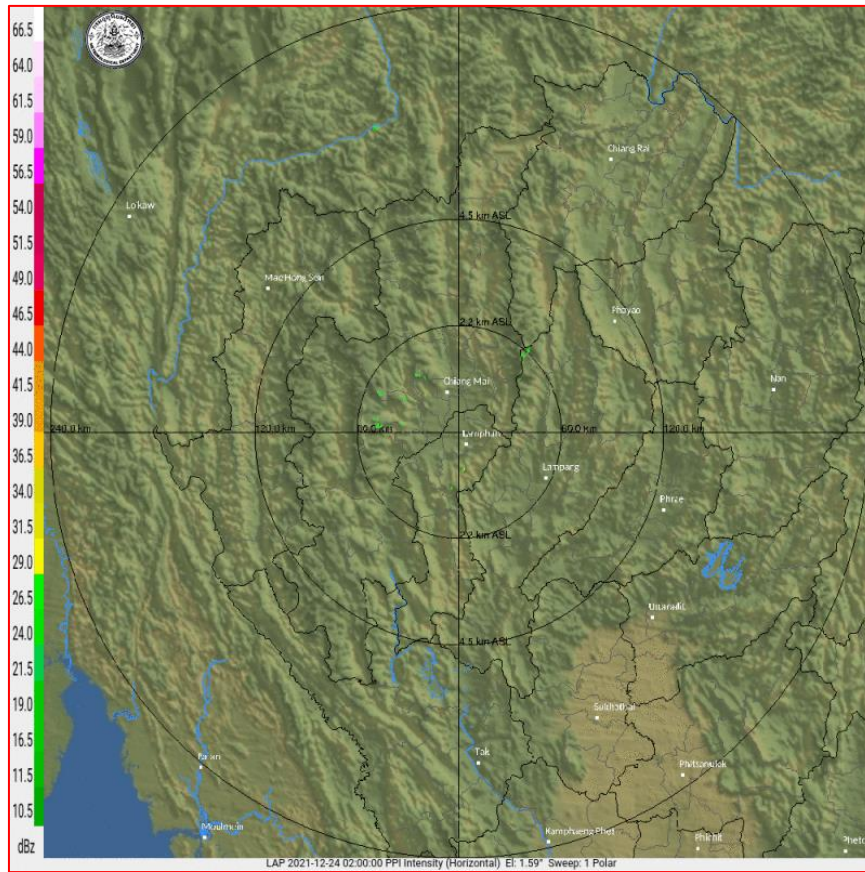 66.5
64.0
61.5
59.0
56.5
54.0
51.5
49.0
46.5
44.0
41.5
39.0
36.5
34.0
31.5
29.0
26.5
24.0
21.5
19.0
16.5
14.0
11.5
10.5
dBz
Chiang Rai
Loikaw
4.5 km ASL
Mae Hong Son
Phayao
2.2 km ASL
Chiang Mai
Nan
240.0 km
120.0 km
60.0 km
Lamphun
60.0 km
120.0 km
Lampang
Phrae
2.2 km ASL
Uttaradit
4.5 km ASL
Sukhothai
Tak
Pa'an
Phitsanulok
Moulmein
Kamphaeng Phet
Phichit
LAP 2021-12-24 02:00:00 PPI Intensity (Horizontal) El: 1.59° Sweep: 1 Polar